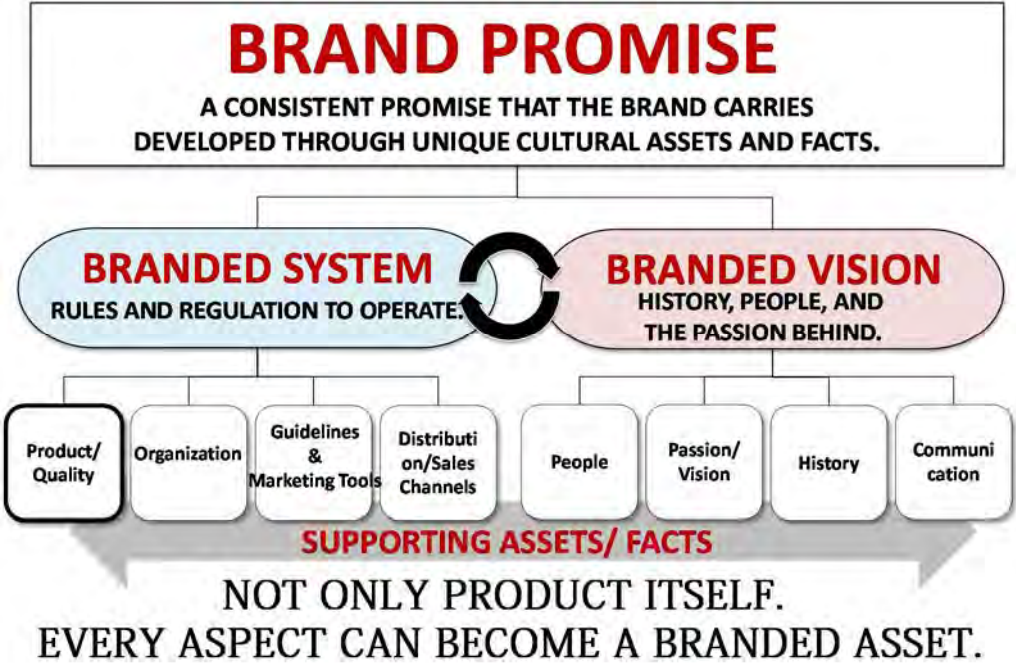 BRAND PROMISE
A CONSISTENT PROMISE THAT THE BRAND CARRIES
DEVELOPED THROUGH UNIQUE CULTURAL ASSETS AND FACTS.
BRANDED SYSTEM
RULES AND REGULATION TO OPERATE.
BRANDED VISION
HISTORY, PEOPLE, AND
THE PASSION BEHIND.
Product/
Quality
Organization
Guidelines
&
Marketing Tools
Distributi
on/Sales
Channels
People
Passion/
Vision
History
Communi
cation
SUPPORTING ASSETS/ FACTS
NOT ONLY PRODUCT ITSELF.
EVERY ASPECT CAN BECOME A BRANDED ASSET.